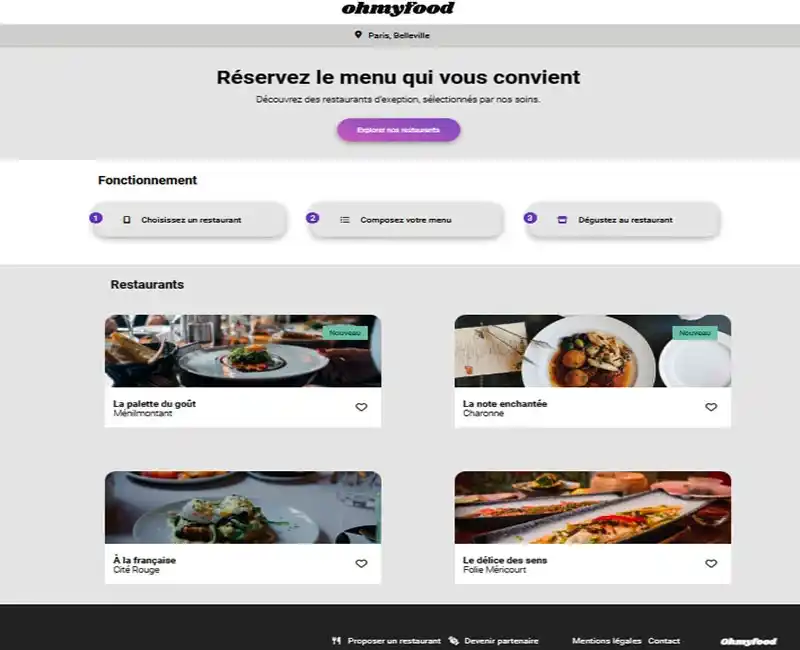 ohmyfood
Paris, Belleville
Réservez le menu qui vous convient
Découvrez des restaurants d'exeption, sélectionnés par nos soins.
Explorer nos restaurants
Fonctionnement
1 Choisissez un restaurant
2 Composez votre menu
3 Dégustez au restaurant
Restaurants
Nouveau
La palette du goût
Ménilmontant
Nouveau
La note enchantée
Charonne
À la française
Cité Rouge
Le délice des sens
Folie Méricourt
Proposer un restaurant Devenir partenaire Mentions légales Contact Ohmyfood